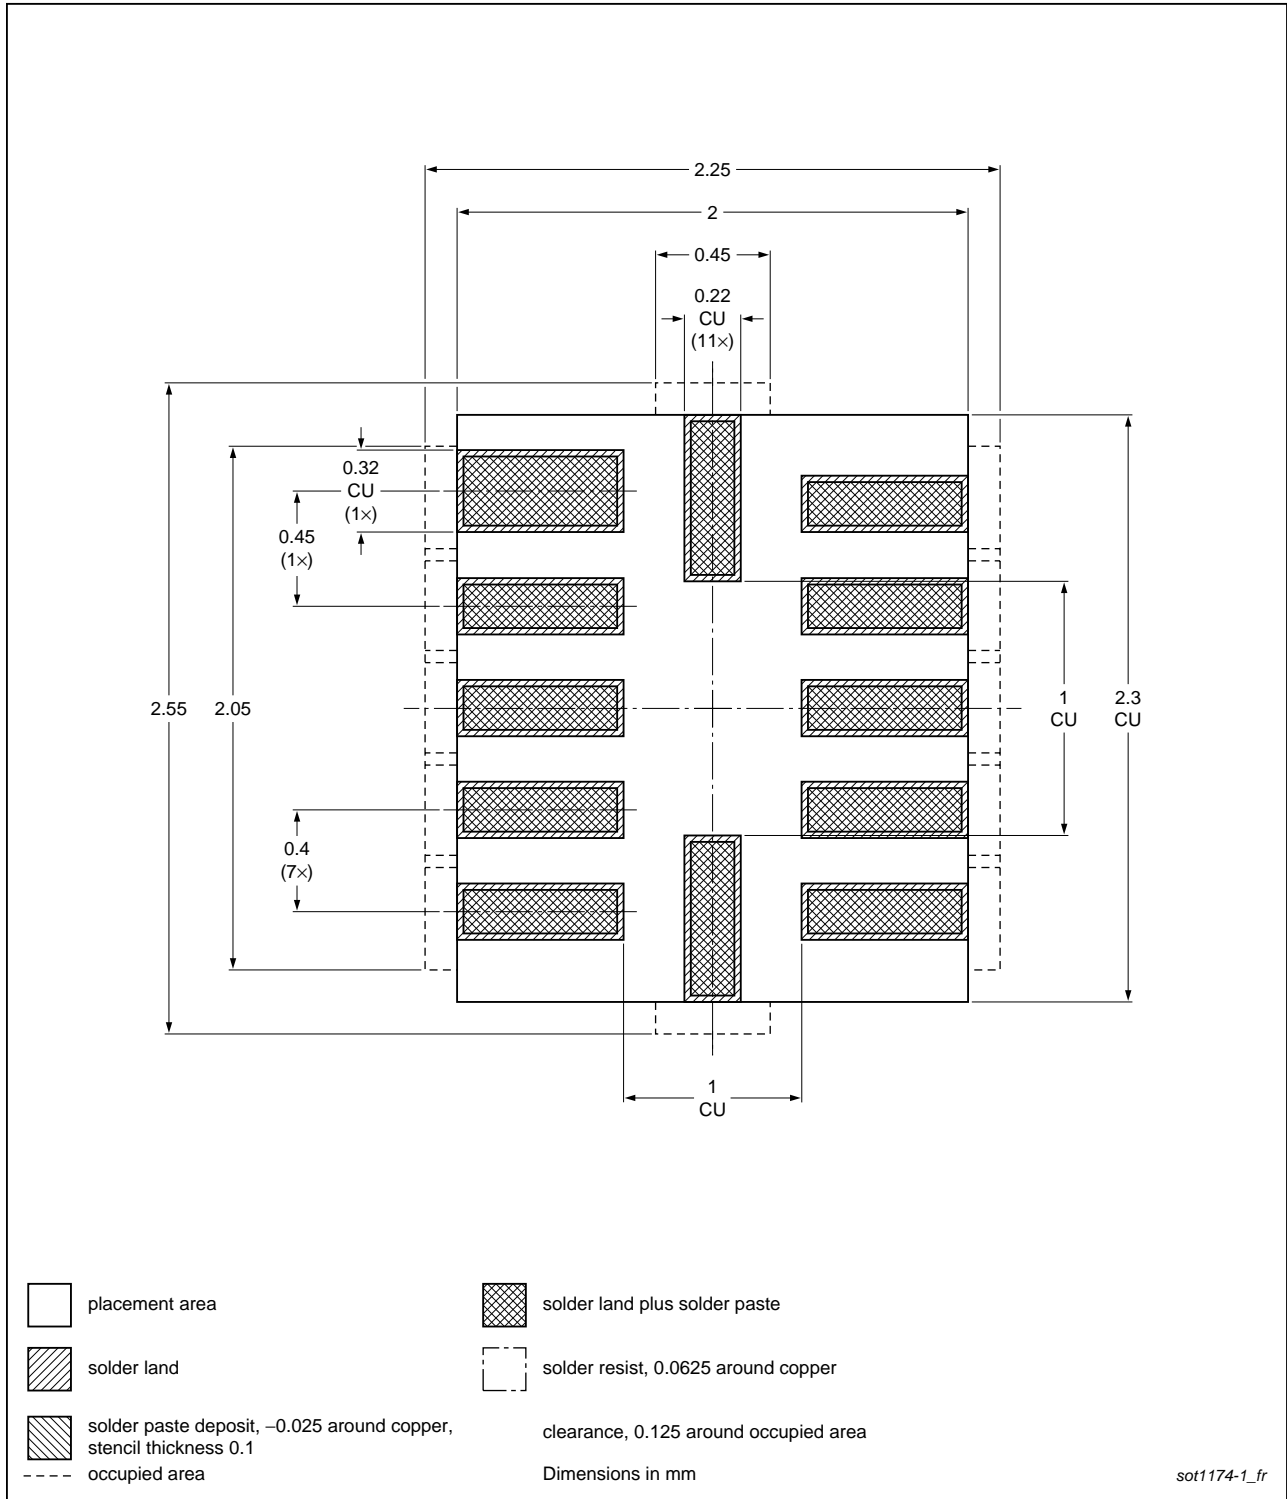 2.25
2
0.45
0.22
CU
(11×)
0.32
CU
(1×)
0.45
(1×)
2.55
2.05
1
CU
2.3
CU
0.4
(7×)
1
CU
placement area
solder land plus solder paste
solder land
solder resist, 0.0625 around copper
solder paste deposit, −0.025 around copper,
stencil thickness 0.1
clearance, 0.125 around occupied area
occupied area
Dimensions in mm
sot1174-1_fr